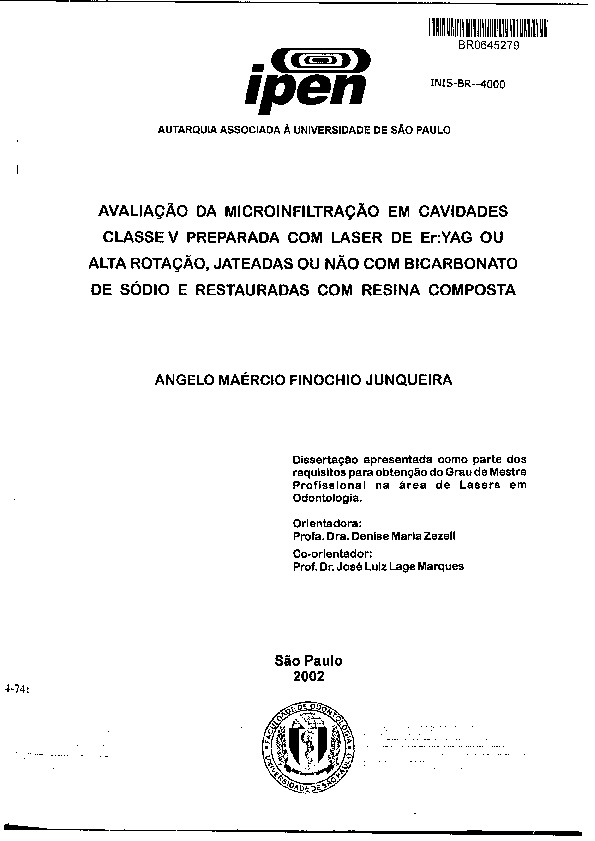 BR0645279
ipen
INIS-BR--4000
AUTARQUIA ASSOCIADA À UNIVERSIDADE DE SÃO PAULO
AVALIAÇÃO DA MICROINFILTRAÇÃO EM CAVIDADES
CLASSE V PREPARADA COM LASER DE Er:YAG OU
ALTA ROTAÇÃO, JATEADAS OU NÃO COM BICARBONATO
DE SÓDIO E RESTAURADAS COM RESINA COMPOSTA
ANGELO MAÉRCIO FINOCHIO JUNQUEIRA
Dissertação apresentada como parte dos
requisitos para obtenção do Grau de Mestre
Profissional na área de Lasers em
Odontologia.
Orientadora:
Profa. Dra. Denise Maria Zezell
Co-orientador:
Prof. Dr. José Luiz Lage Marques
São Paulo
2002
FACULDADE DE ODONTOLOGIA
UNIVERSIDADE DE SÃO PAULO